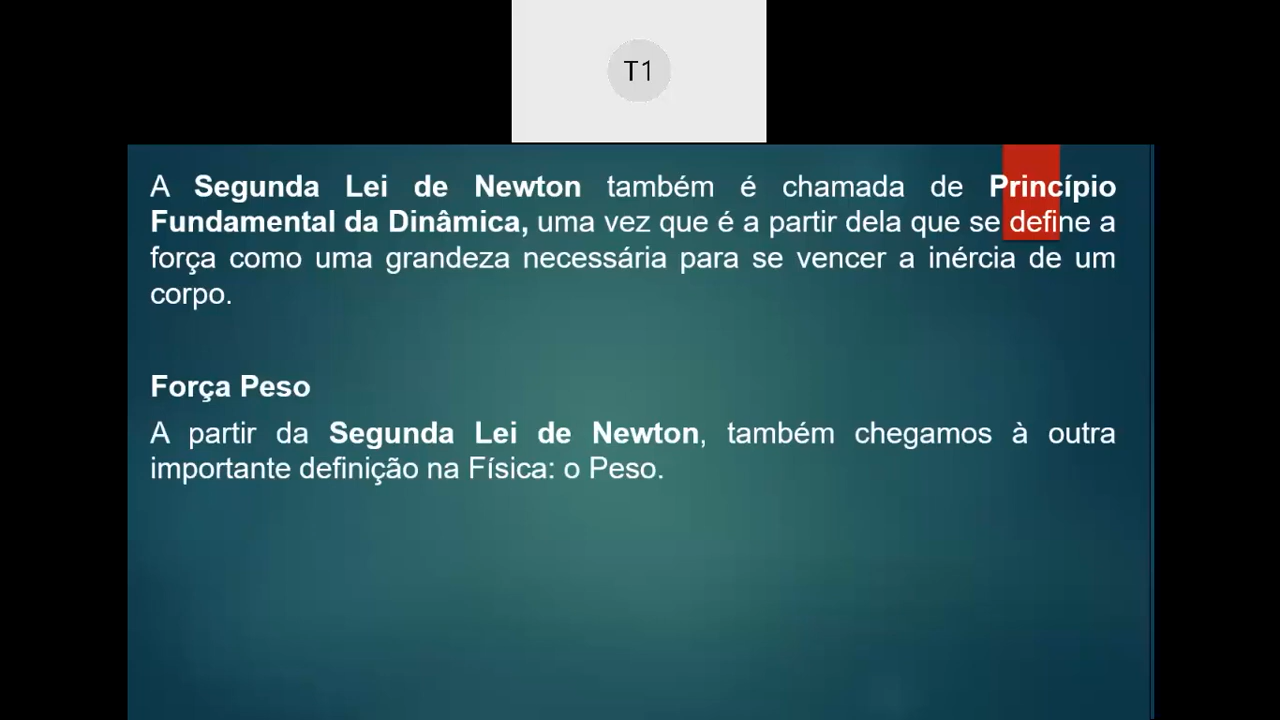 T1
A Segunda Lei de Newton também é chamada de Princípio
Fundamental da Dinâmica, uma vez que é a partir dela que se define a
força como uma grandeza necessária para se vencer a inércia de um
corpo.
Força Peso
A partir da Segunda Lei de Newton, também chegamos à outra
importante definição na Física: o Peso.